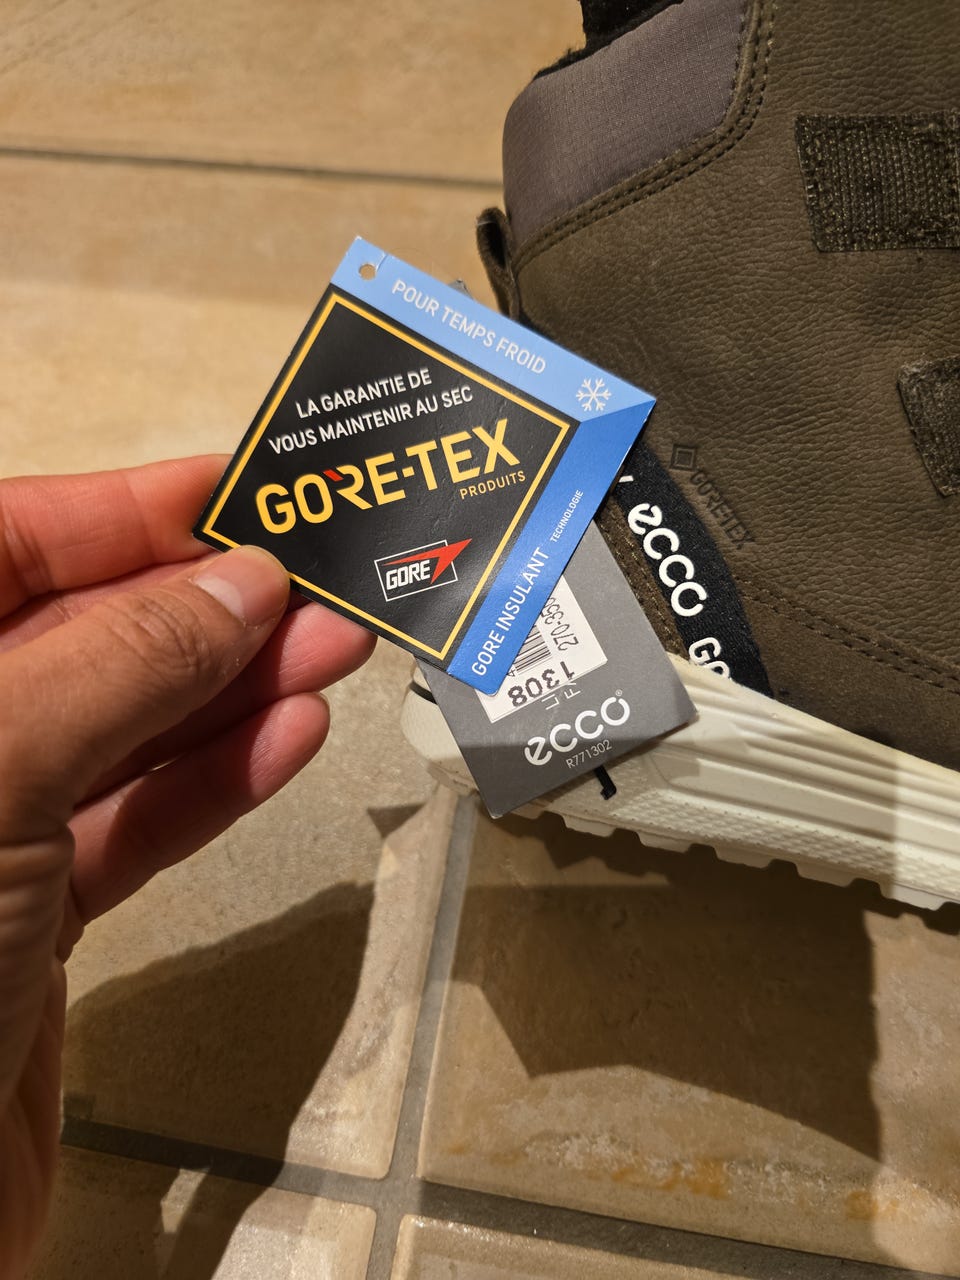 POUR TEMPS FROID
LA GARANTIE DE
VOUS MAINTENIR AU SEC
GORE-TEX
PRODUITS
GORE
GORE INSULANT TECHNOLOGIE
1308
ecco®
R771302
GORE-TEX
ecco